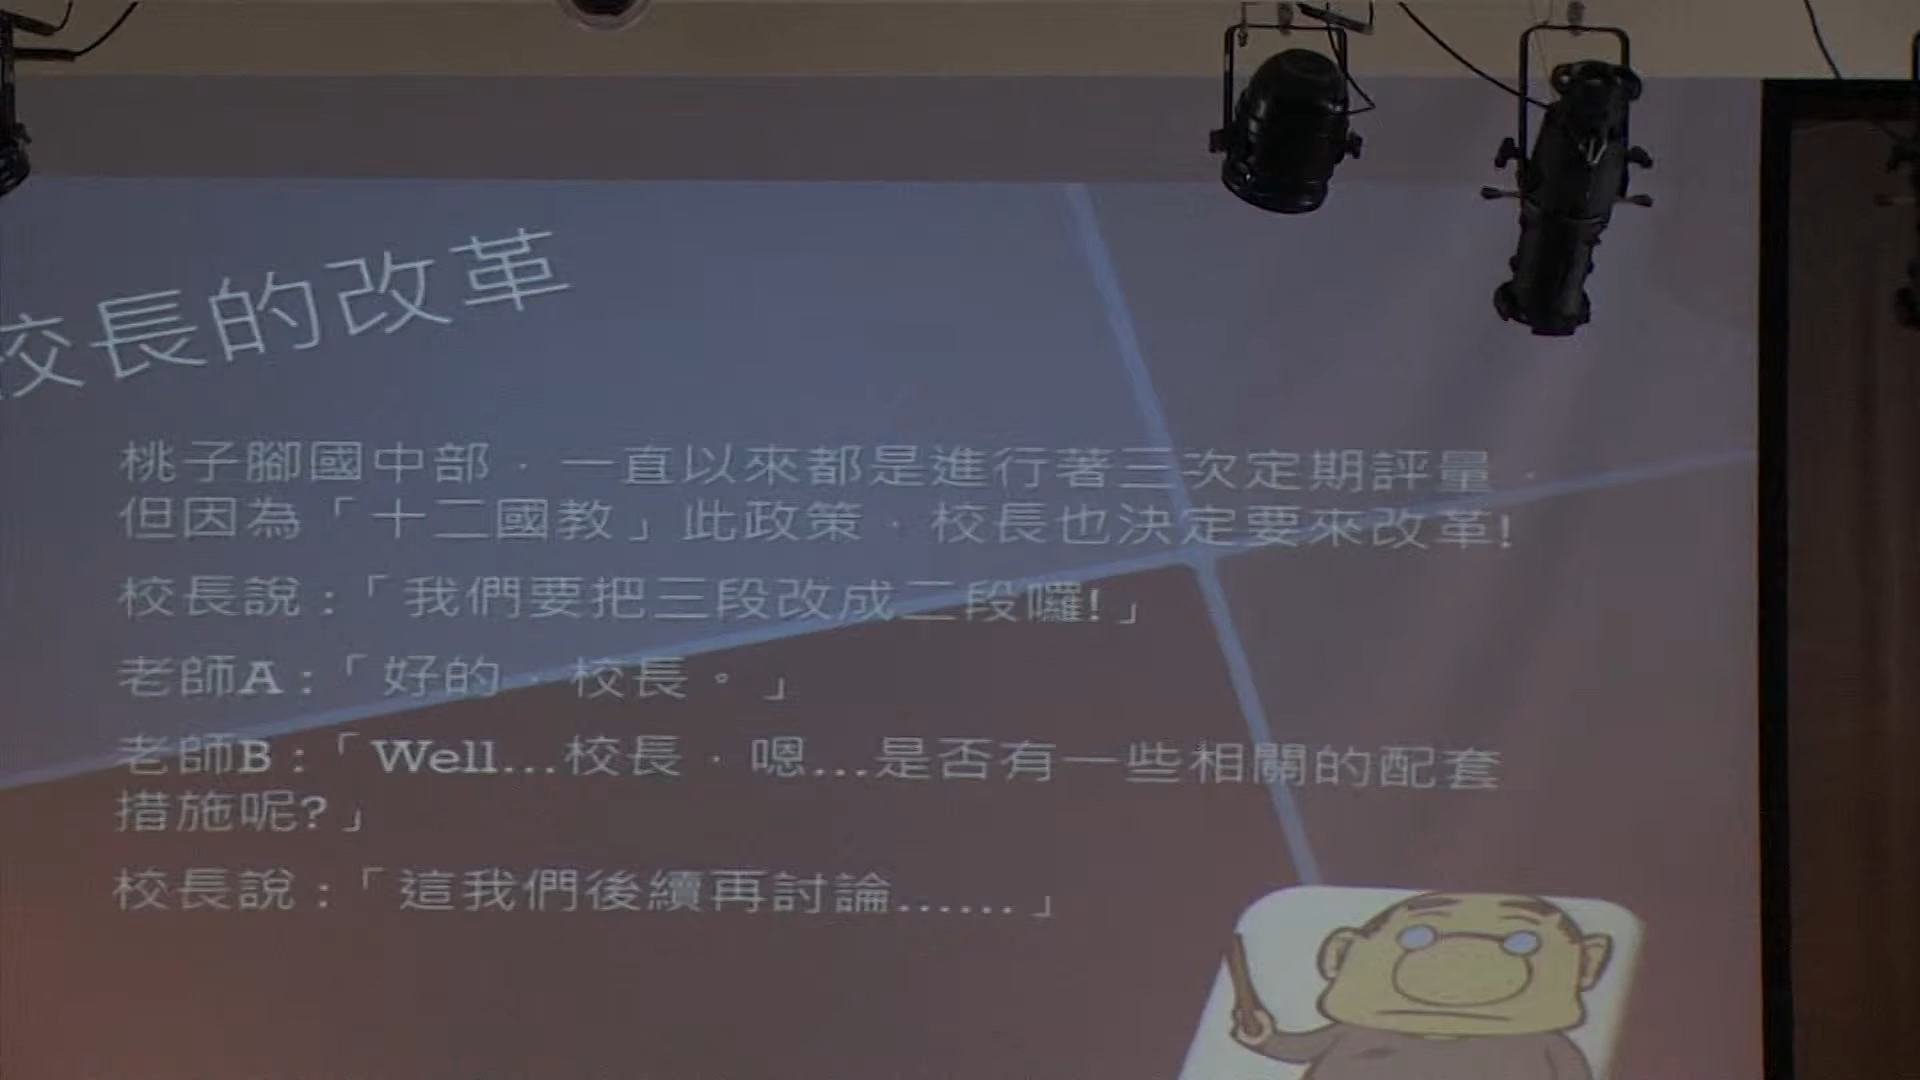 校長的改革
桃子腳國中部，一直以來都是進行著三次定期評量，
但因為「十二國教」此政策，校長也決定要來改革!
校長說:「我們要把三段改成二段囉!」
老師A:「好的，校長。」
老師B:「Well...校長，嗯...是否有一些相關的配套
措施呢?」
校長說:「這我們後續再討論......」